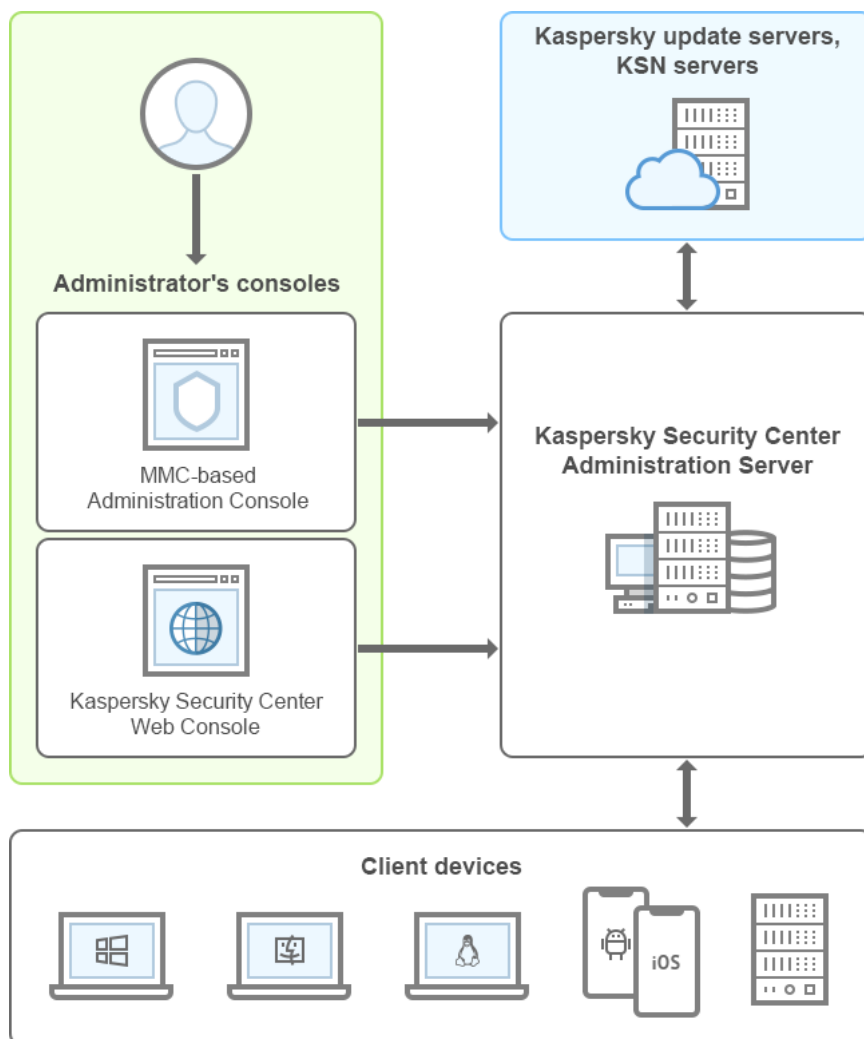 Kaspersky update servers,
KSN servers
Administrator's consoles
MMC-based
Administration Console
Kaspersky Security Center
Administration Server
Kaspersky Security Center
Web Console
Client devices
iOS